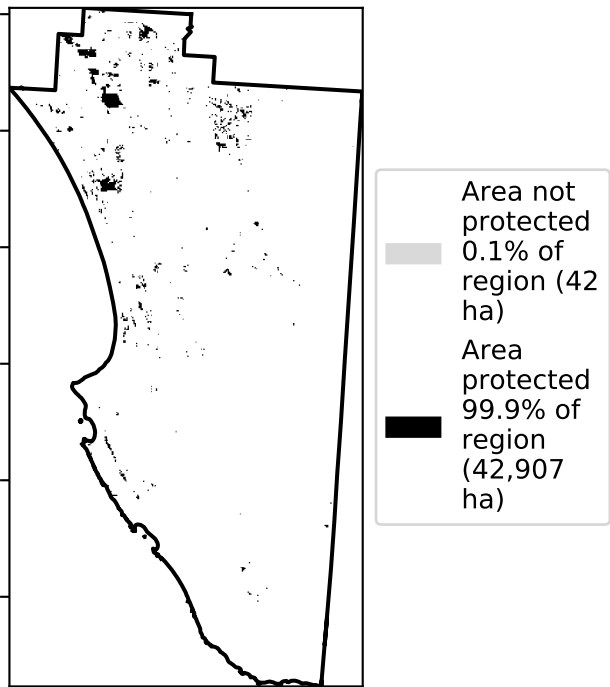 Area not
protected
0.1% of
region (42
ha)
Area
protected
99.9% of
region
(42,907
ha)